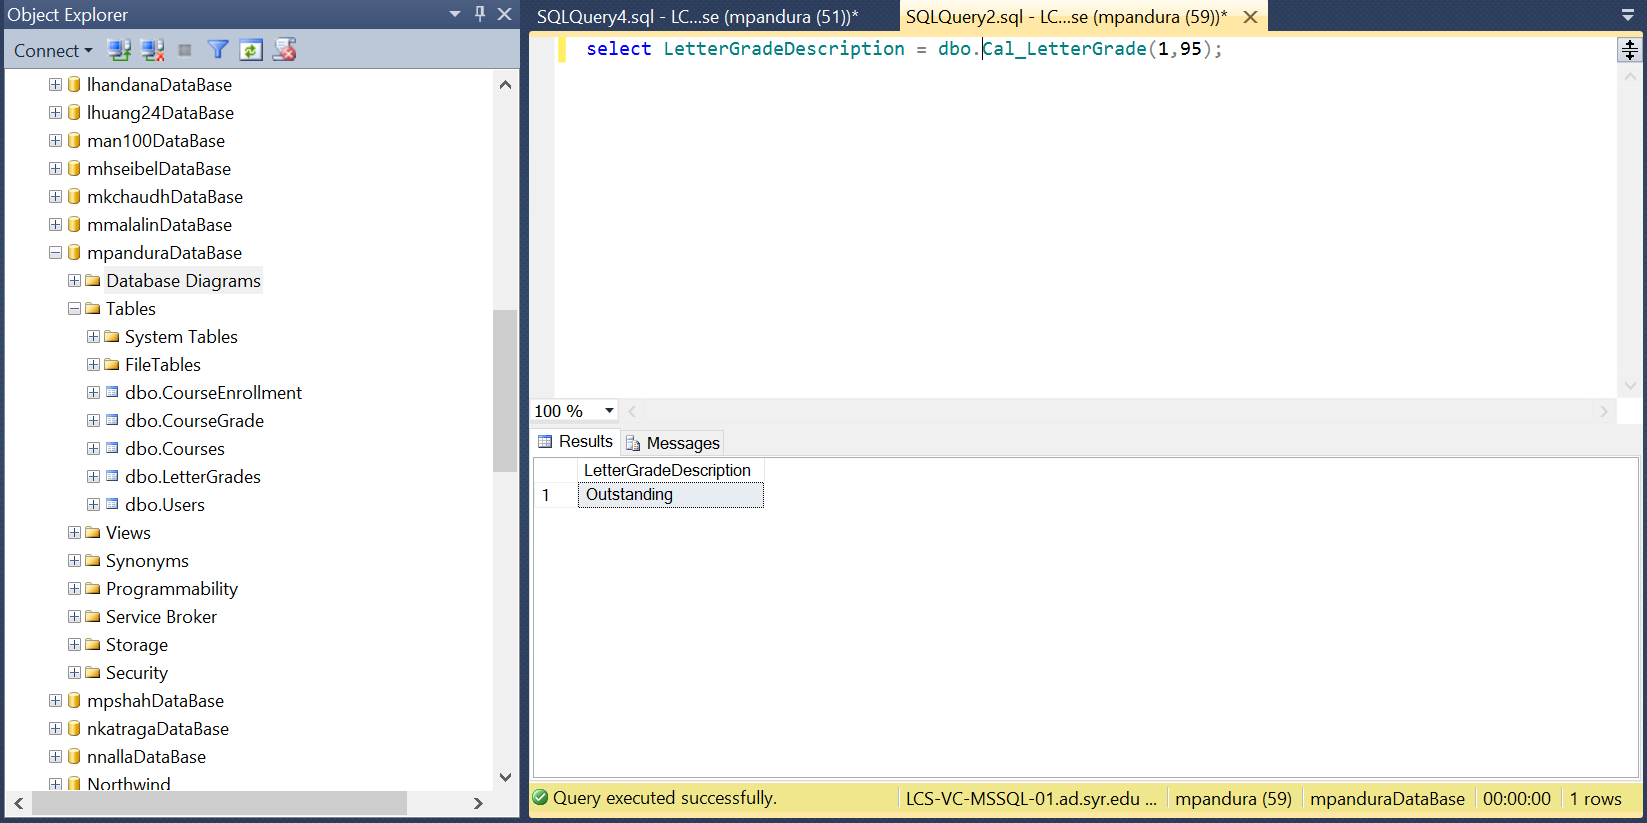 Object Explorer
Connect
lhandanaDataBase
lhuang24DataBase
man100DataBase
mhseibelDataBase
mkchaudhDataBase
mmalalinDataBase
mpanduraDataBase
Database Diagrams
Tables
System Tables
FileTables
dbo.CourseEnrollment
dbo.CourseGrade
dbo.Courses
dbo.LetterGrades
dbo.Users
Views
Synonyms
Programmability
Service Broker
Storage
Security
mpshahDataBase
nkatragaDataBase
nnallaDataBase
Northwind
SQLQuery4.sql - LC...se (mpandura (51))*
SQLQuery2.sql - LC...se (mpandura (59))*
select LetterGradeDescription = dbo.Cal_LetterGrade(1,95);
100 %
Results Messages
LetterGradeDescription
1 Outstanding
Query executed successfully. LCS-VC-MSSQL-01.ad.syr.edu ... mpandura (59) mpanduraDataBase 00:00:00 1 rows